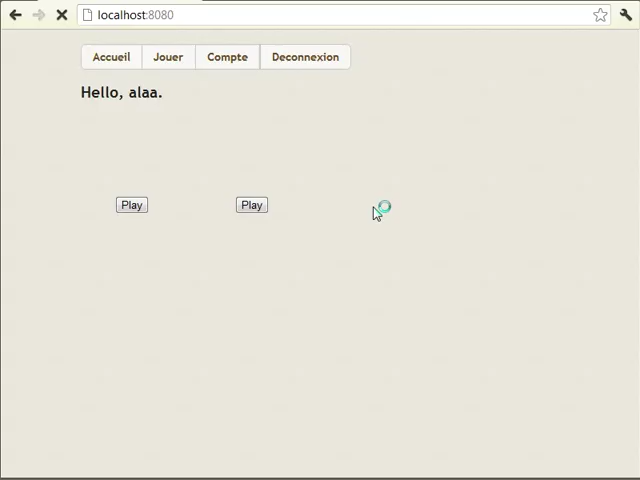 localhost:8080
Accueil Jouer Compte Deconnexion
Hello, alaa.
Play Play